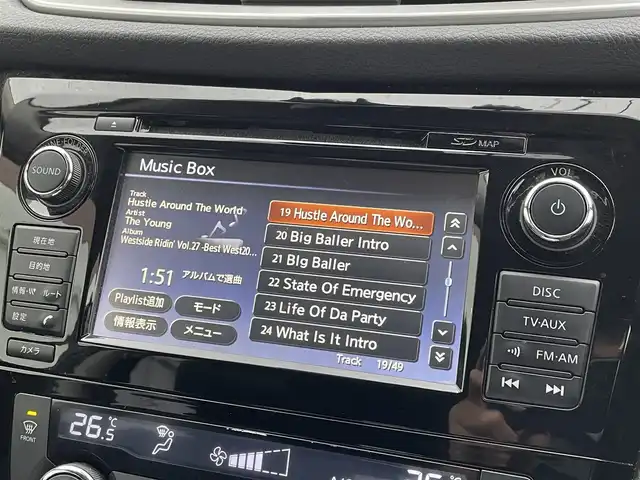 SD MAP
SOUND
VOL
現在地
目的地
情報・VI ルート
設定
カメラ
Music Box
Track
Hustle Around The World
Artist
The Young
Album
Westside Ridin' Vol.27 -Best West20...
1:51 アルバムで選曲
Playlist追加 モード
情報表示 メニュー
19 Hustle Around The Wo...
20 Big Baller Intro
21 BIg Baller
22 State Of Emergency
23 Life Of Da Party
24 What Is It Intro
Track 19/49
DISC
TV·AUX
FM·AM
FRONT
26.5 °C
°C